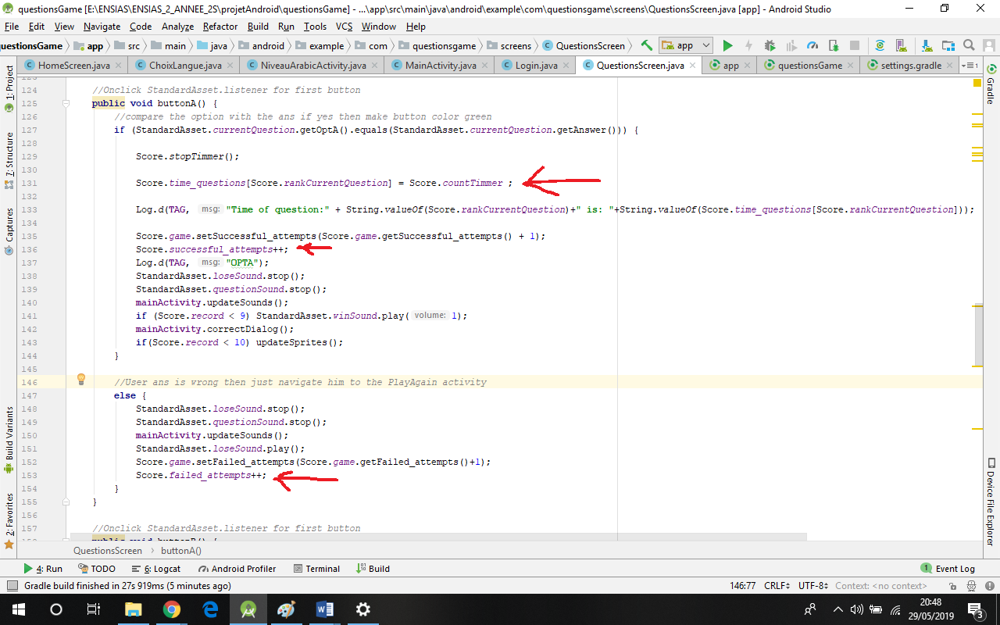 questionsGame [E:\ENSIAS\ENSIAS_2_ANNEE_2S\projetAndroid\questionsGame] - ...\app\src\main\java\android\example\com\questionsgame\screens\QuestionsScreen.java [app] - Android Studio
File Edit View Navigate Code Analyze Refactor Build Run Tools VCS Window Help
uestionsGame app src main java android example com questionsgame screens QuestionsScreen app
HomeScreen.java ChoixLangue.java NiveauArabicActivity.java MainActivity.java Login.java QuestionsScreen.java app questionsGame settings.gradle
1: Project
7: Structure
Captures
Build Variants
2: Favorites
Gradle
Device File Explorer
124 //Onclick StandardAsset.listener for first button
125 public void buttonA() {
126 //compare the option with the ans if yes then make button color green
127 if (StandardAsset.currentQuestion.getOptA().equals(StandardAsset.currentQuestion.getAnswer())) {
128
129 Score.stopTimmer();
130
131 Score.time_questions[Score.rankCurrentQuestion] = Score.countTimmer ;
132
133 Log.d(TAG, msg: "Time of question:" + String.valueOf(Score.rankCurrentQuestion)+" is: "+String.valueOf(Score.time_questions[Score.rankCurrentQuestion]));
134
135 Score.game.setSuccessful_attempts(Score.game.getSuccessful_attempts() + 1);
136 Score.successful_attempts++;
137 Log.d(TAG, msg: "OPTA");
138 StandardAsset.loseSound.stop();
139 StandardAsset.questionSound.stop();
140 mainActivity.updateSounds();
141 if (Score.record < 9) StandardAsset.winSound.play( volume: 1);
142 mainActivity.correctDialog();
143 if(Score.record < 10) updateSprites();
144 }
145
146 //User ans is wrong then just navigate him to the PlayAgain activity
147 else {
148 StandardAsset.loseSound.stop();
149 StandardAsset.questionSound.stop();
150 mainActivity.updateSounds();
151 StandardAsset.loseSound.play();
152 Score.game.setFailed_attempts(Score.game.getFailed_attempts()+1);
153 Score.failed_attempts++;
154 }
155 }
156
157 //Onclick StandardAsset.listener for first button
public void buttonB() {
QuestionsScreen buttonA()
4: Run TODO 6: Logcat Android Profiler Terminal Build 1 Event Log
Gradle build finished in 27s 919ms (5 minutes ago) 146:77 CRLF UTF-8 Context: <no context>
20:48
29/05/2019
3